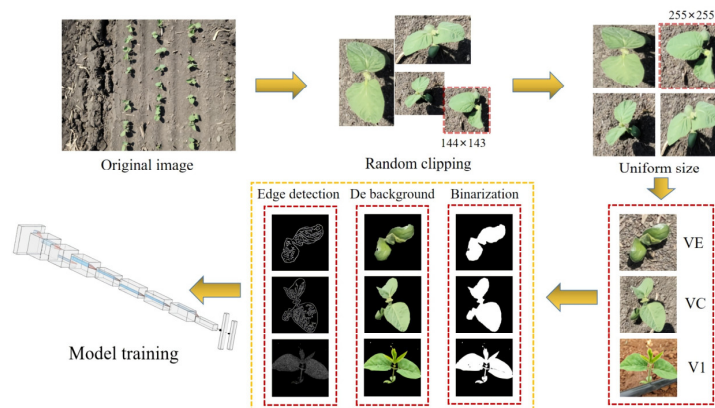 255×255
144×143
Original image
Random clipping
Uniform size
Edge detection
De background
Binarization
VE
VC
V1
Model training